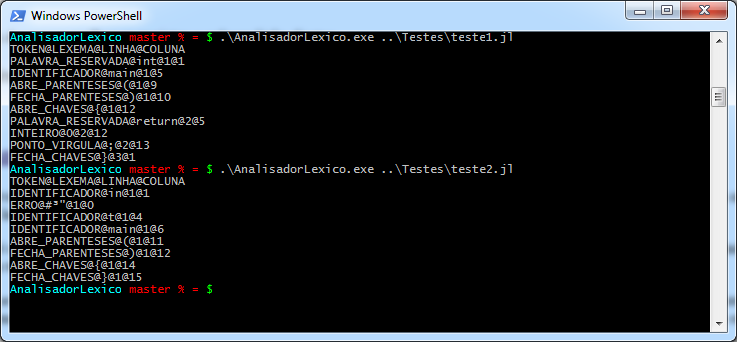 Windows PowerShell
AnalisadorLexico master % = $ .\AnalisadorLexico.exe ..\Testes\teste1.jl
TOKEN@LEXEMA@LINHA@COLUNA
PALAVRA_RESERVADA@int@1@1
IDENTIFICADOR@main@1@5
ABRE_PARENTESES@(@1@9
FECHA_PARENTESES@)@1@10
ABRE_CHAVES@{@1@12
PALAVRA_RESERVADA@return@2@5
INTEIRO@0@2@12
PONTO_VIRGULA@;@2@13
FECHA_CHAVES@}@3@1
AnalisadorLexico master % = $ .\AnalisadorLexico.exe ..\Testes\teste2.jl
TOKEN@LEXEMA@LINHA@COLUNA
IDENTIFICADOR@in@1@1
ERRO@#³"@1@0
IDENTIFICADOR@t@1@4
IDENTIFICADOR@main@1@6
ABRE_PARENTESES@(@1@11
FECHA_PARENTESES@)@1@12
ABRE_CHAVES@{@1@14
FECHA_CHAVES@}@1@15
AnalisadorLexico master % = $